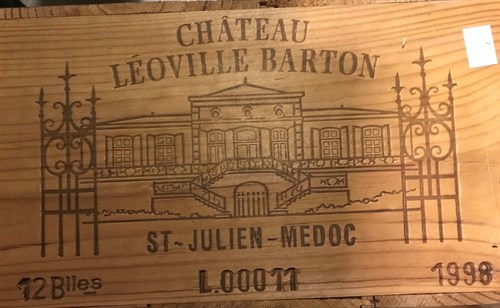 CHÂTEAU
LÉOVILLE BARTON
ST-JULIEN-MEDOC
12 Blles L.00011 1998